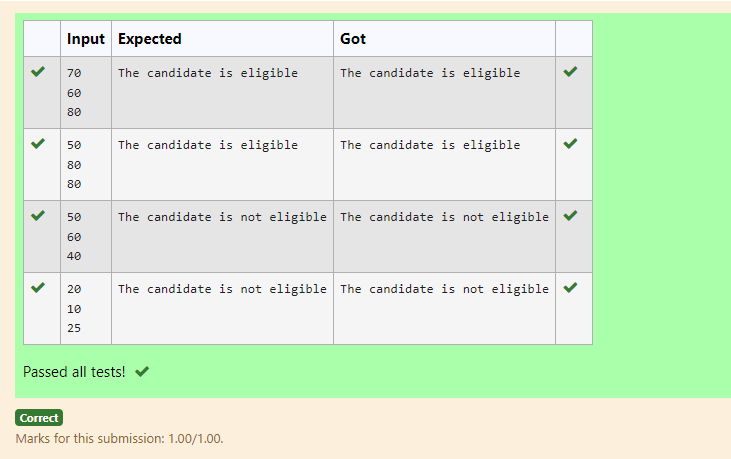 Input Expected Got
70 The candidate is eligible The candidate is eligible
60
80
50 The candidate is eligible The candidate is eligible
80
80
50 The candidate is not eligible The candidate is not eligible
60
40
20 The candidate is not eligible The candidate is not eligible
10
25
Passed all tests!
Correct
Marks for this submission: 1.00/1.00.